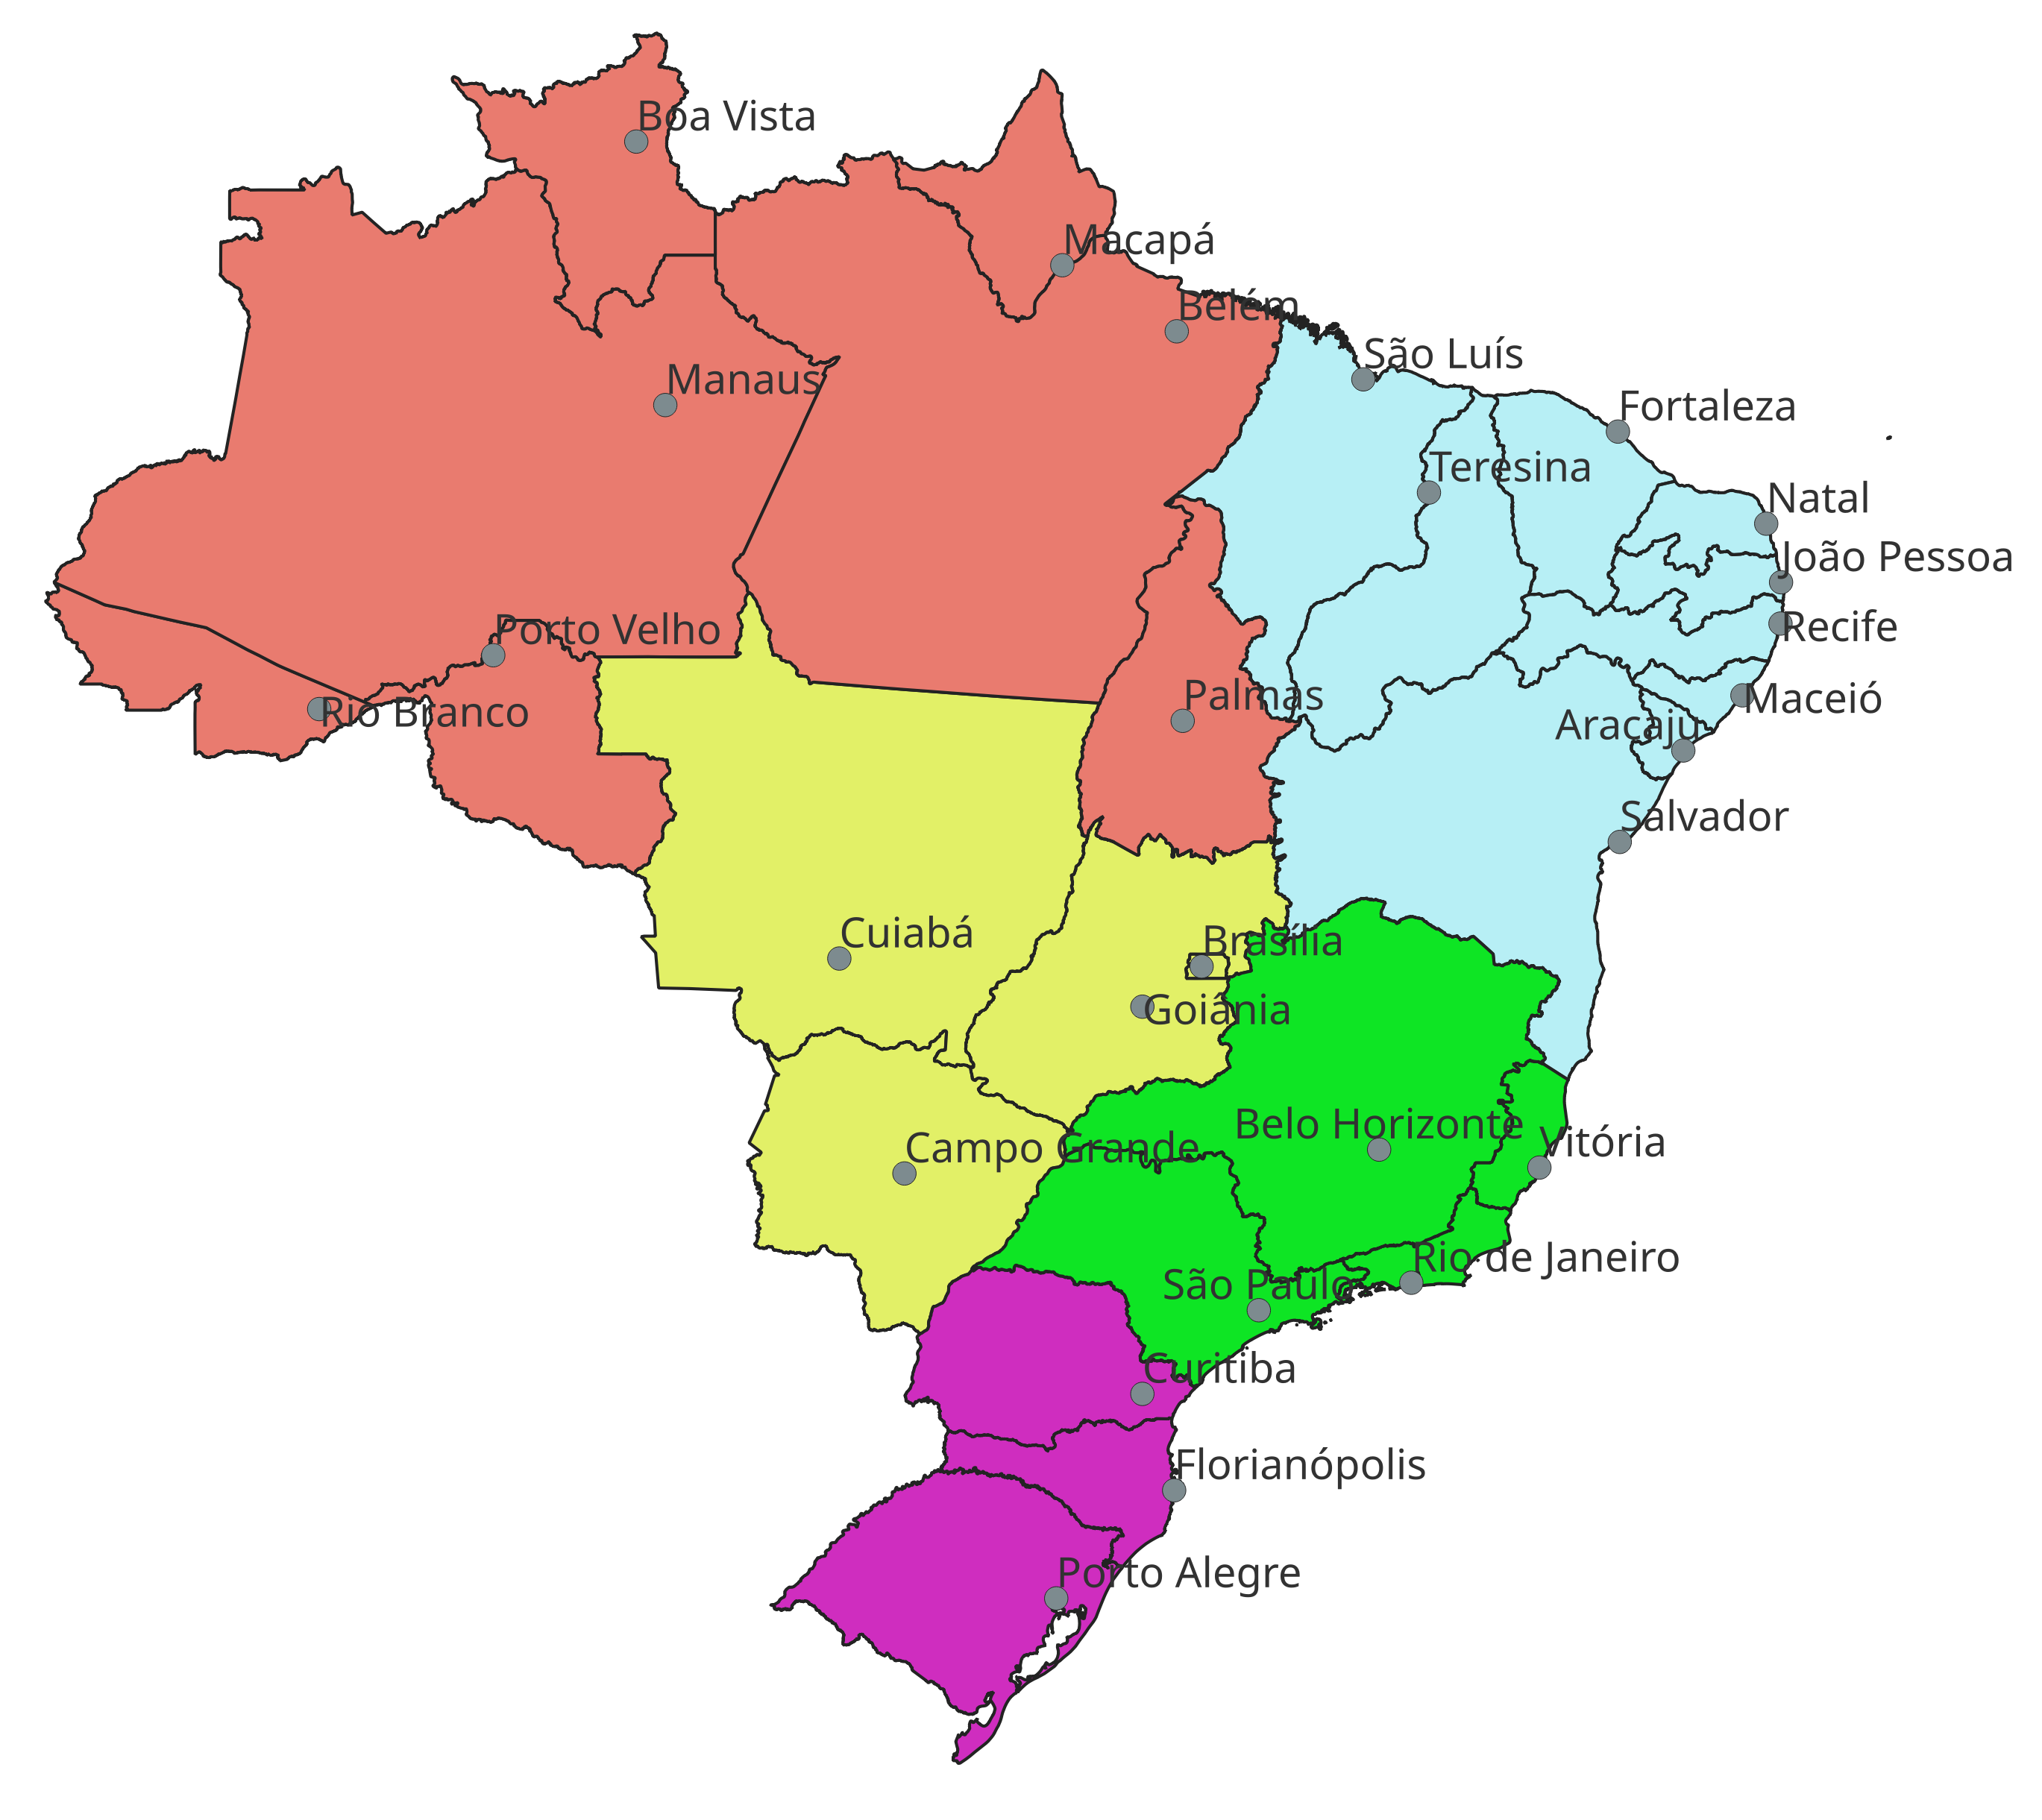 Boa Vista
Macapá
Belém
São Luís
Manaus
Fortaleza
Teresina
Natal
João Pessoa
Porto Velho
Recife
Palmas
Maceió
Rio Branco
Aracaju
Salvador
Cuiabá
Brasília
Goiánia
Belo Horizonte
Vitória
Campo Grande
Rio de Janeiro
São Paulo
Curitiba
Florianópolis
Porto Alegre